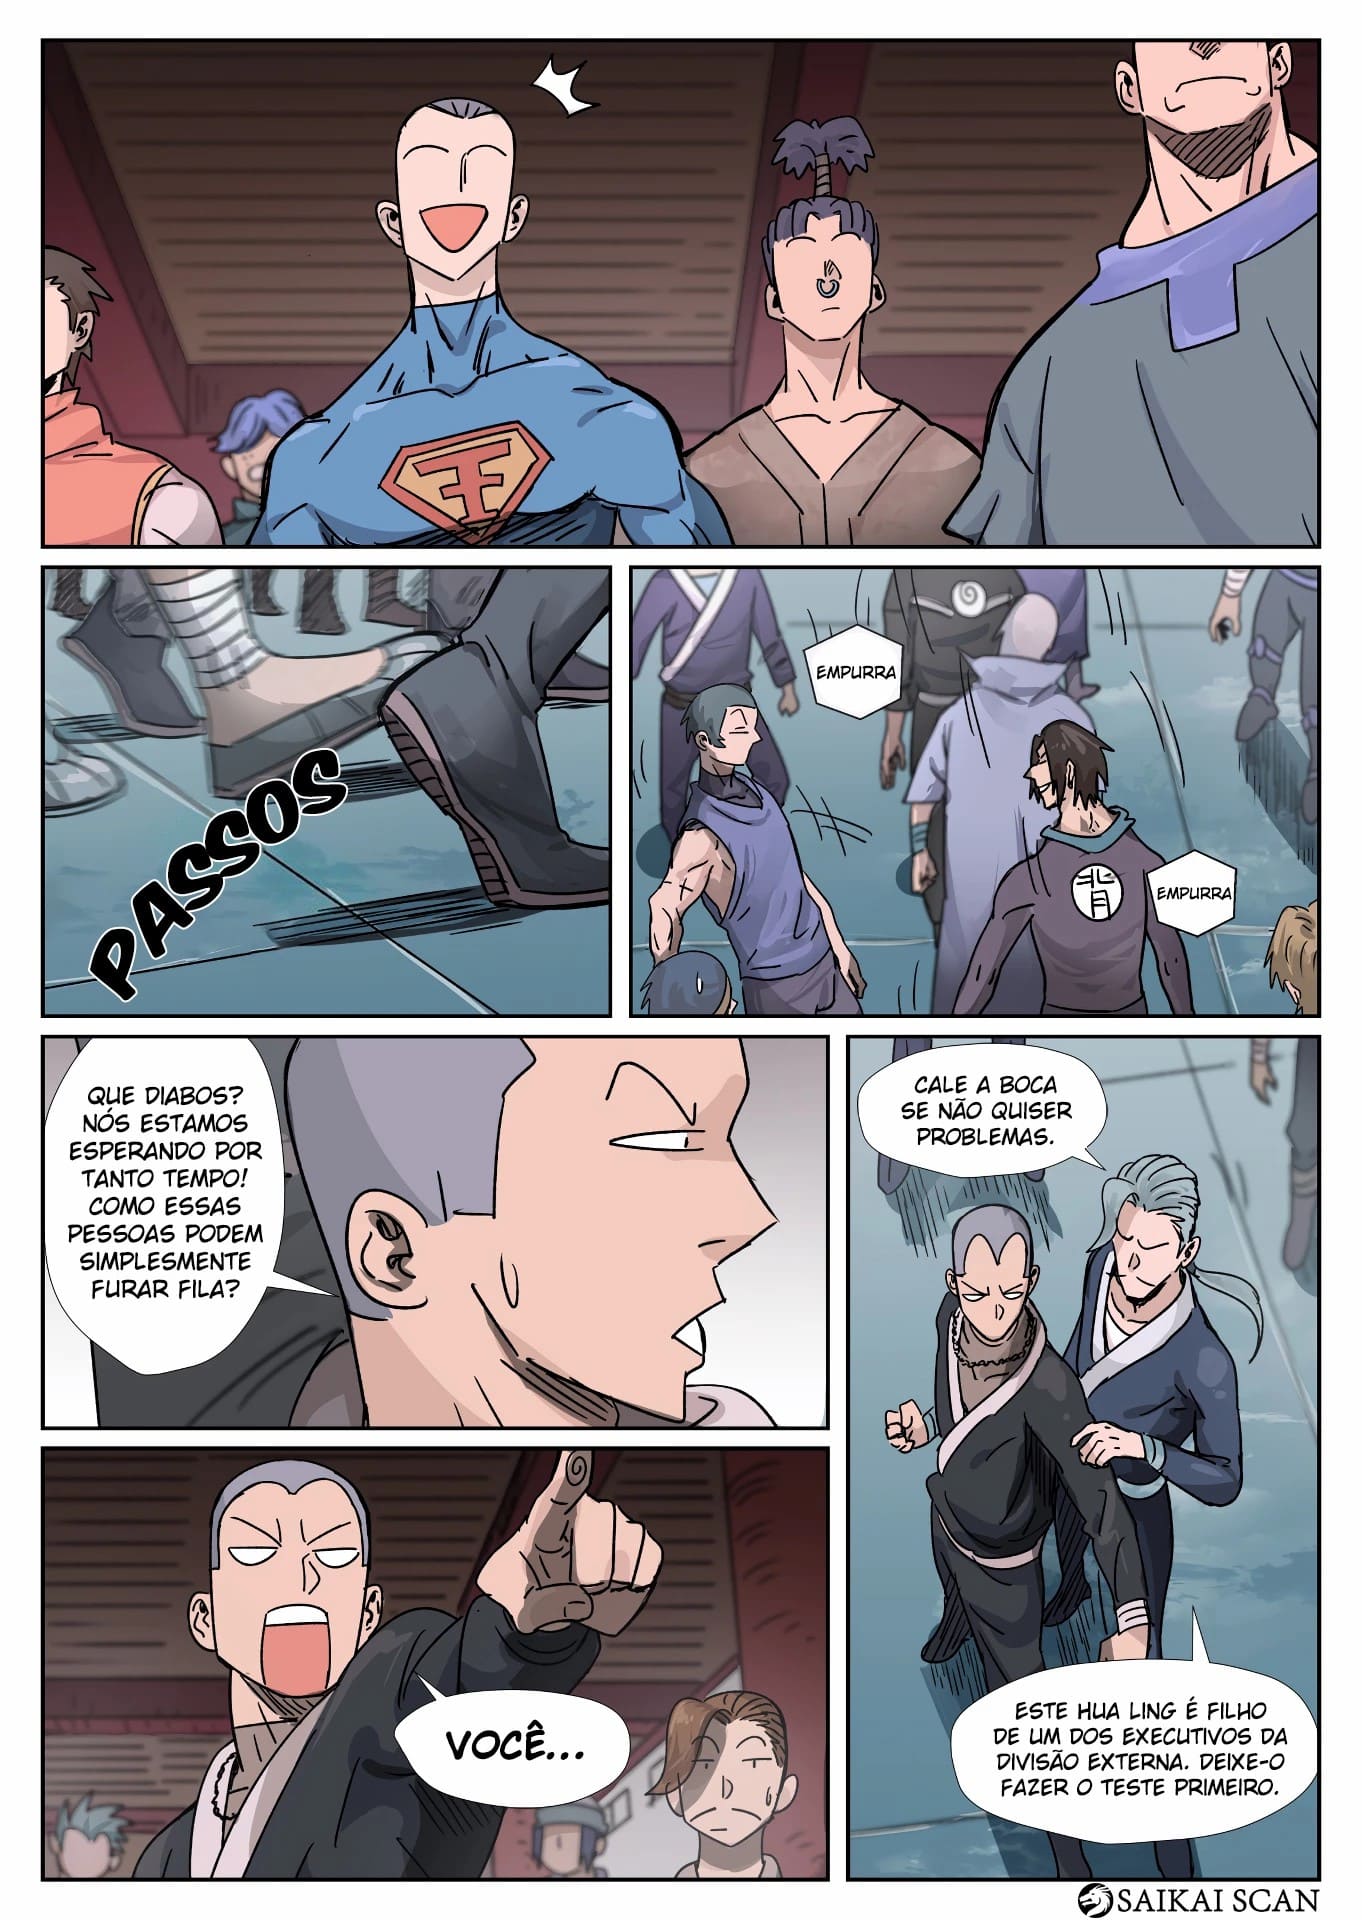 PASSOS
EMPURRA
北月
EMPURRA
QUE DIABOS?
NÓS ESTAMOS
ESPERANDO POR
TANTO TEMPO!
COMO ESSAS
PESSOAS PODEM
SIMPLESMENTE
FURAR FILA?
CALE A BOCA
SE NÃO QUISER
PROBLEMAS.
ESTE HUA LING É FILHO
DE UM DOS EXECUTIVOS DA
DIVISÃO EXTERNA. DEIXE-O
FAZER O TESTE PRIMEIRO.
VOCÊ...
SAIKAI SCAN